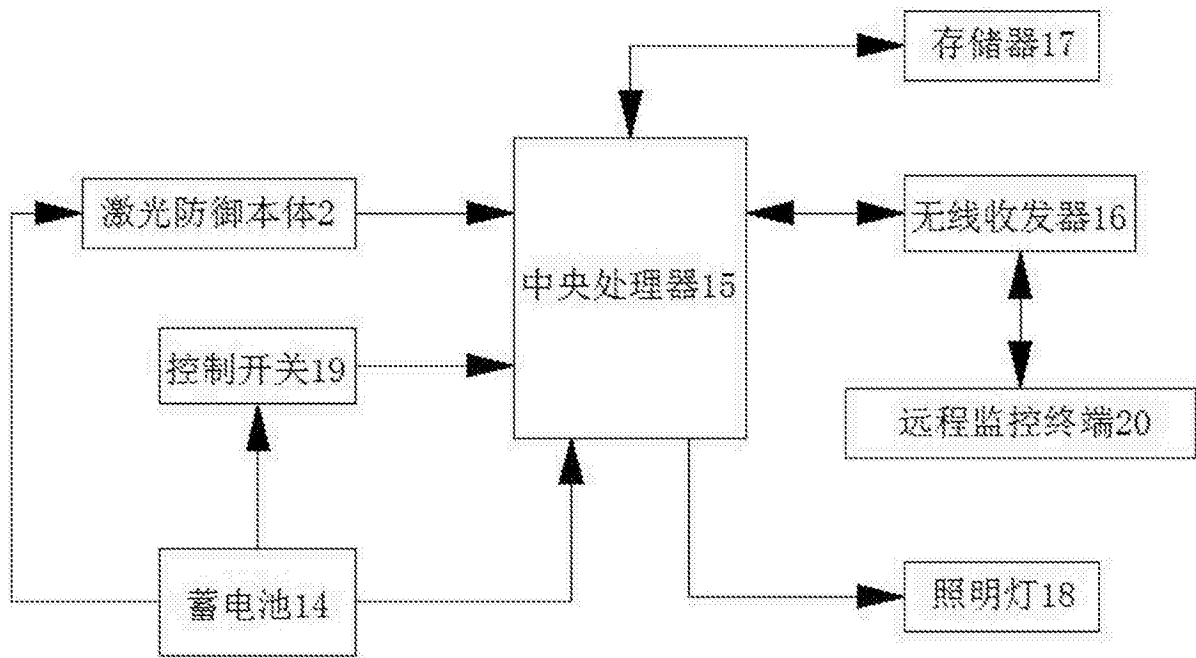 存储器17
激光防御本体2
无线收发器16
中央处理器15
控制开关19
远程监控终端20
蓄电池14
照明灯18